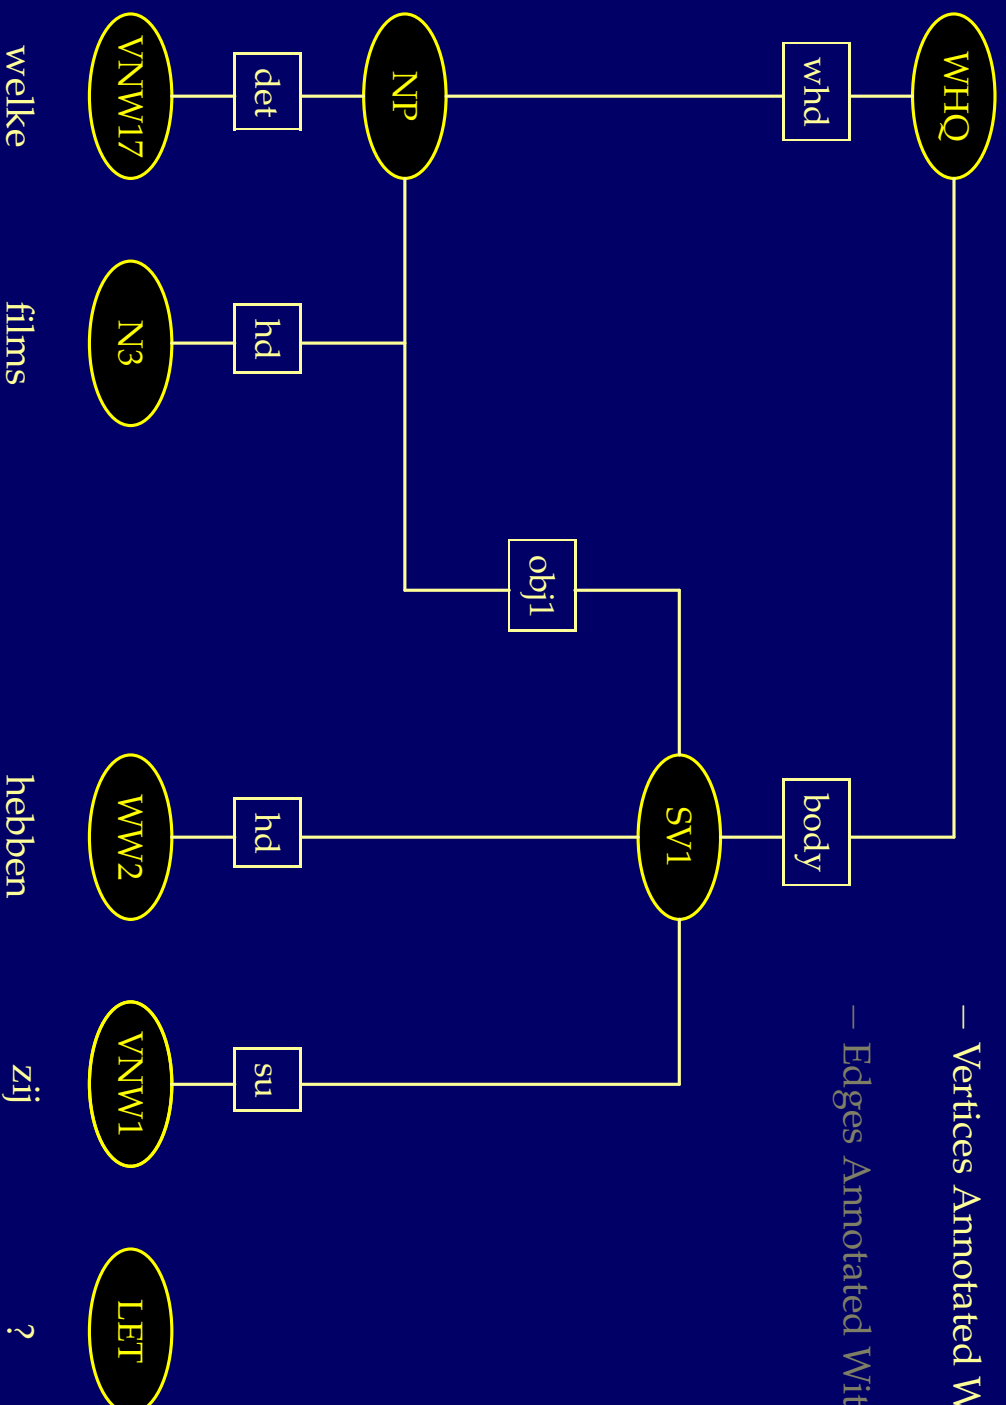 WHQ – Vertices Annotated W
– Edges Annotated Wit
whd body
SV1
obj1
NP
det hd hd su
VNW17 N3 WW2 VNW1 LET
welke films hebben zij ?